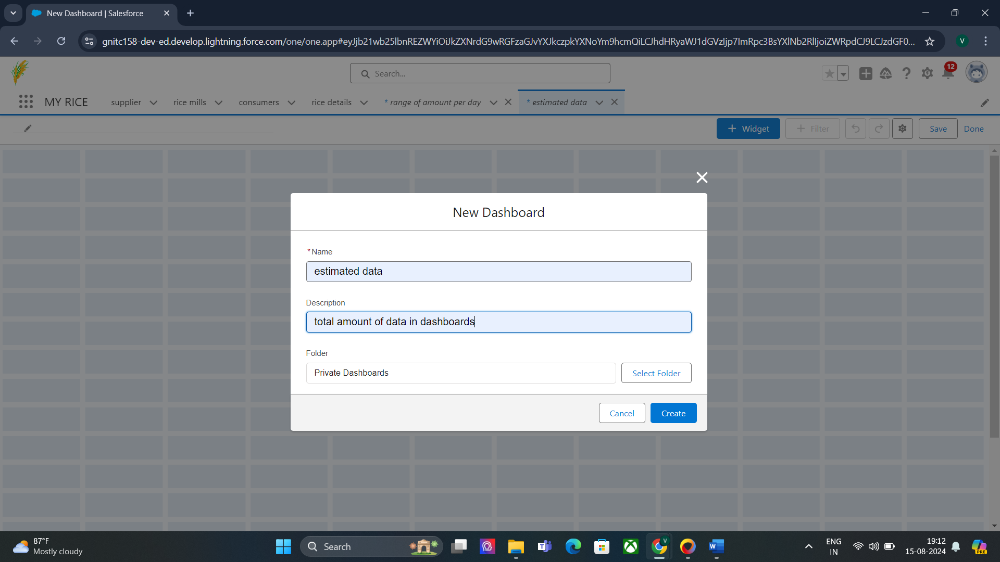 New Dashboard | Salesforce
gnitc158-dev-ed.develop.lightning.force.com/one/one.app#eyJjb21wb25lbnREZWYiOiJkZXNrdG9wRGFzaGJvYXJkczpkYXNoYm9hcmQiLCJhdHRyaWJ1dGVzIjp7ImRpc3BsYXlNb2RlIjoiZWRpdCJ9LCJzdGF0...
V
Search...
12
MY RICE
supplier
rice mills
consumers
rice details
* range of amount per day
* estimated data
+ Widget
+ Filter
Save
Done
New Dashboard
*Name
estimated data
Description
total amount of data in dashboards
Folder
Private Dashboards
Select Folder
Cancel
Create
87°F
Mostly cloudy
Search
V
ENG
IN
19:12
15-08-2024
PRE